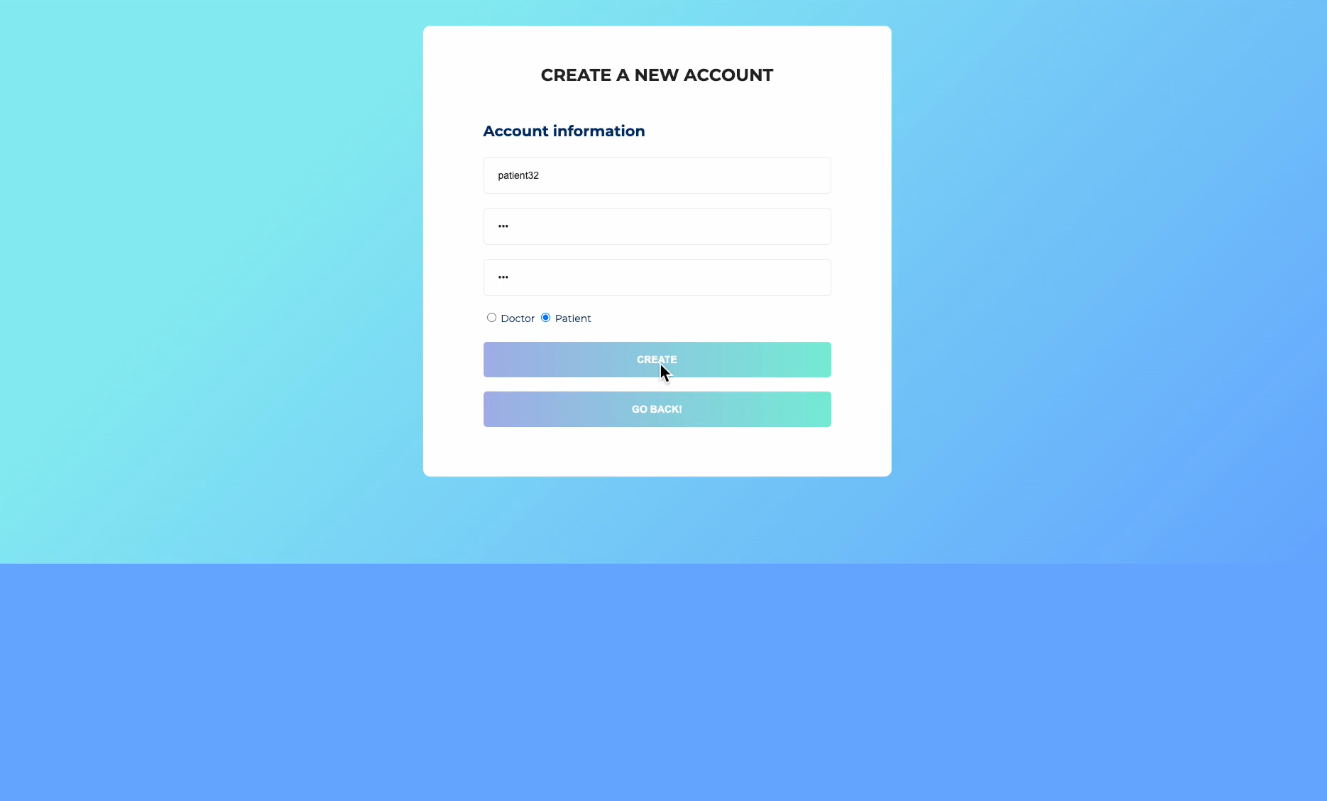 CREATE A NEW ACCOUNT
Account information
patient32
•••
•••
Doctor Patient
CREATE
GO BACK!